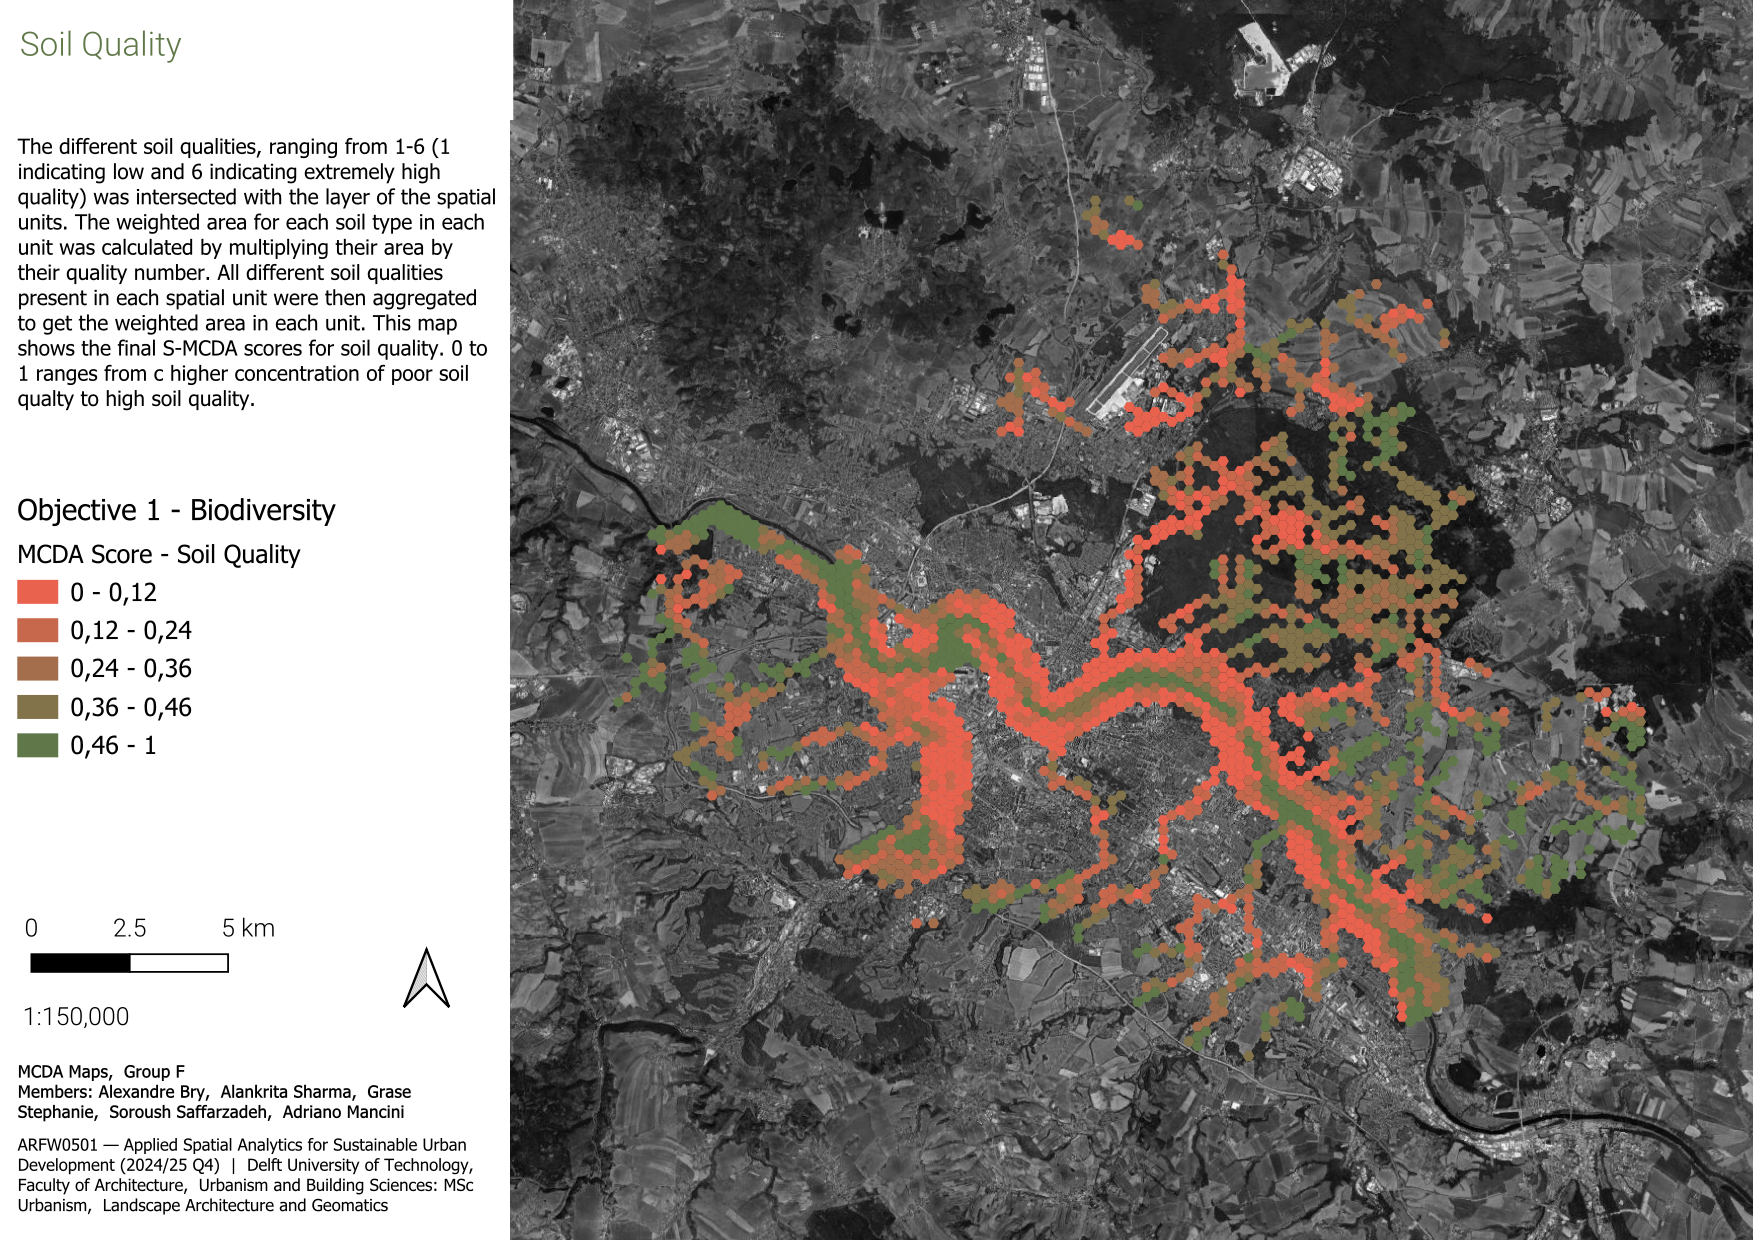 Soil Quality
The different soil qualities, ranging from 1-6 (1
indicating low and 6 indicating extremely high
quality) was intersected with the layer of the spatial
units. The weighted area for each soil type in each
unit was calculated by multiplying their area by
their quality number. All different soil qualities
present in each spatial unit were then aggregated
to get the weighted area in each unit. This map
shows the final S-MCDA scores for soil quality. 0 to
1 ranges from c higher concentration of poor soil
qualty to high soil quality.
Objective 1 - Biodiversity
MCDA Score - Soil Quality
0 - 0,12
0,12 - 0,24
0,24 - 0,36
0,36 - 0,46
0,46 - 1
0 2.5 5 km
1:150,000
MCDA Maps, Group F
Members: Alexandre Bry, Alankrita Sharma, Grase
Stephanie, Soroush Saffarzadeh, Adriano Mancini
ARFW0501 — Applied Spatial Analytics for Sustainable Urban
Development (2024/25 Q4) | Delft University of Technology,
Faculty of Architecture, Urbanism and Building Sciences: MSc
Urbanism, Landscape Architecture and Geomatics